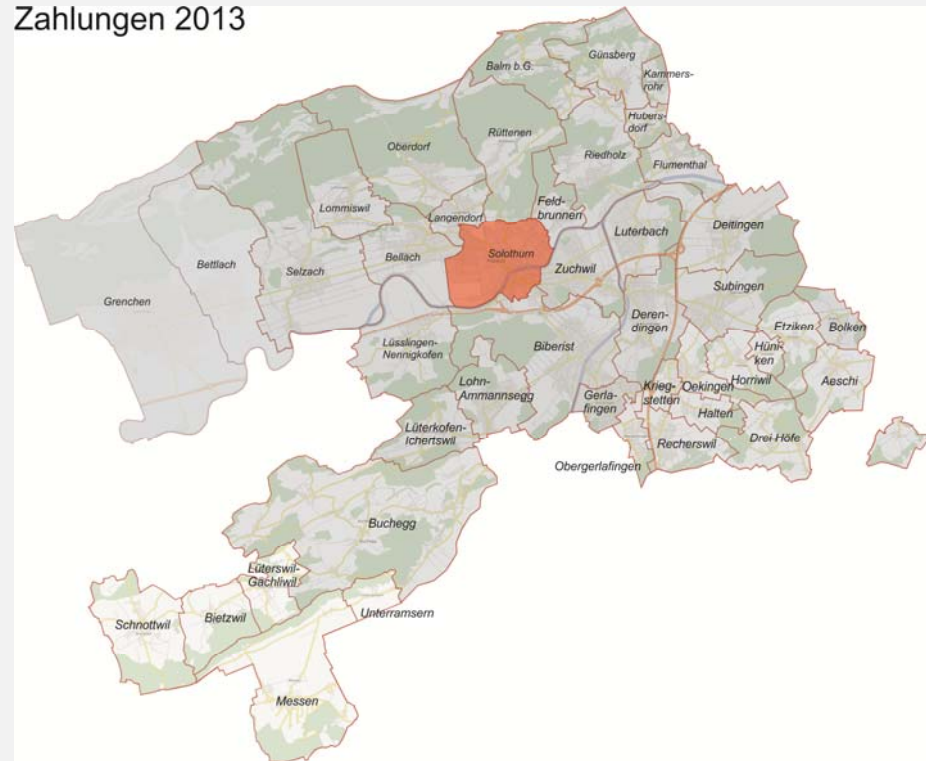 Zahlungen 2013
Günsberg
Balm b.G.
Kammers-
rohr
Hubers-
dorf
Rüttenen
Oberdorf
Riedholz
Flumenthal
Lommiswil
Langendorf
Feld-
brunnen
Luterbach
Deitingen
Solothurn
Bellach
Bettlach
Selzach
Zuchwil
Subingen
Grenchen
Deren-
dingen
Etziken
Bolken
Lüsslingen-
Nennigkofen
Biberist
Hüni-
ken
Aeschi
Horriwil
Lohn-
Ammannsegg
Gerla-
fingen
Krieg-
stetten
Oekingen
Halten
Lüterkofen-
Ichertswil
Recherswil
Drei Höfe
Obergerlafingen
Buchegg
Lüterswil-
Gächliwil
Schnottwil
Bietzwil
Unterramsern
Messen